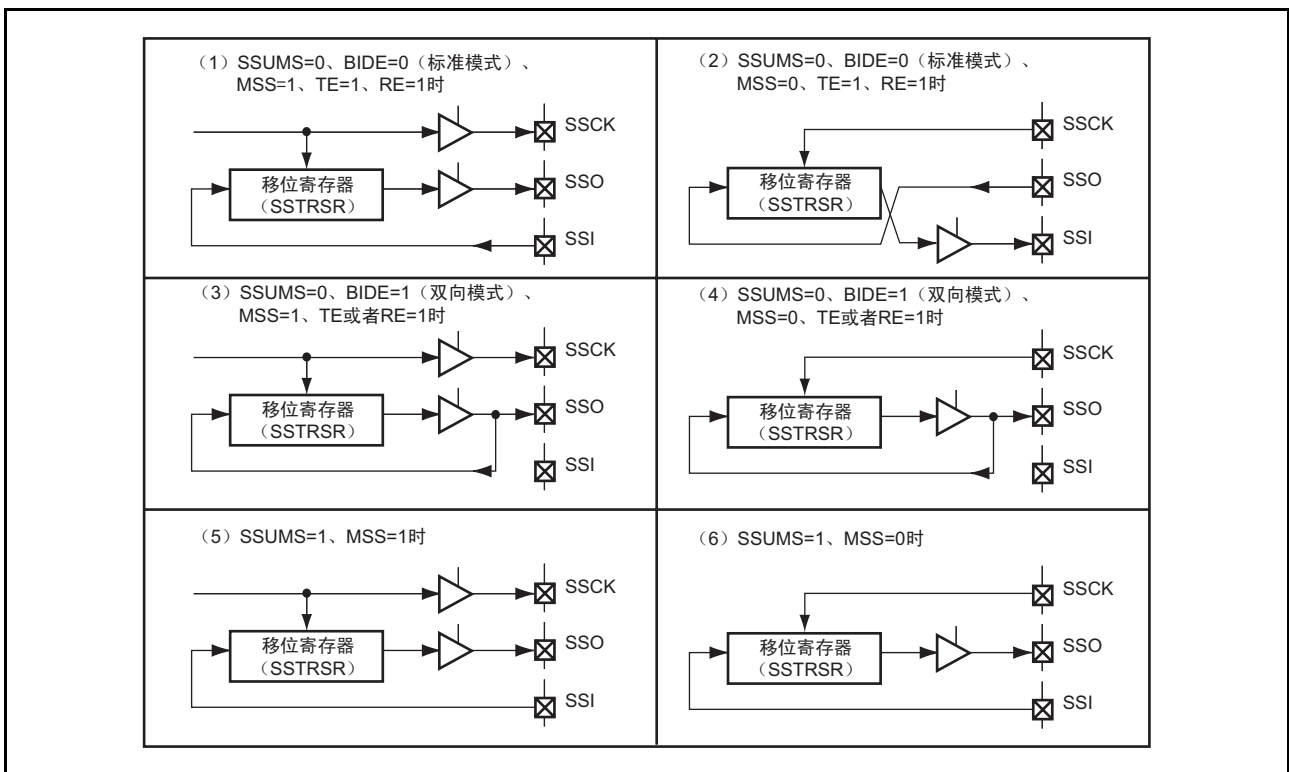 （1）SSUMS=0、BIDE=0（标准模式）、
MSS=1、TE=1、RE=1时
SSCK
移位寄存器
（SSTRSR）
SSO
SSI
（2）SSUMS=0、BIDE=0（标准模式）、
MSS=0、TE=1、RE=1时
SSCK
移位寄存器
（SSTRSR）
SSO
SSI
（3）SSUMS=0、BIDE=1（双向模式）、
MSS=1、TE或者RE=1时
SSCK
移位寄存器
（SSTRSR）
SSO
SSI
（4）SSUMS=0、BIDE=1（双向模式）、
MSS=0、TE或者RE=1时
SSCK
移位寄存器
（SSTRSR）
SSO
SSI
（5）SSUMS=1、MSS=1时
SSCK
移位寄存器
（SSTRSR）
SSO
SSI
（6）SSUMS=1、MSS=0时
SSCK
移位寄存器
（SSTRSR）
SSO
SSI